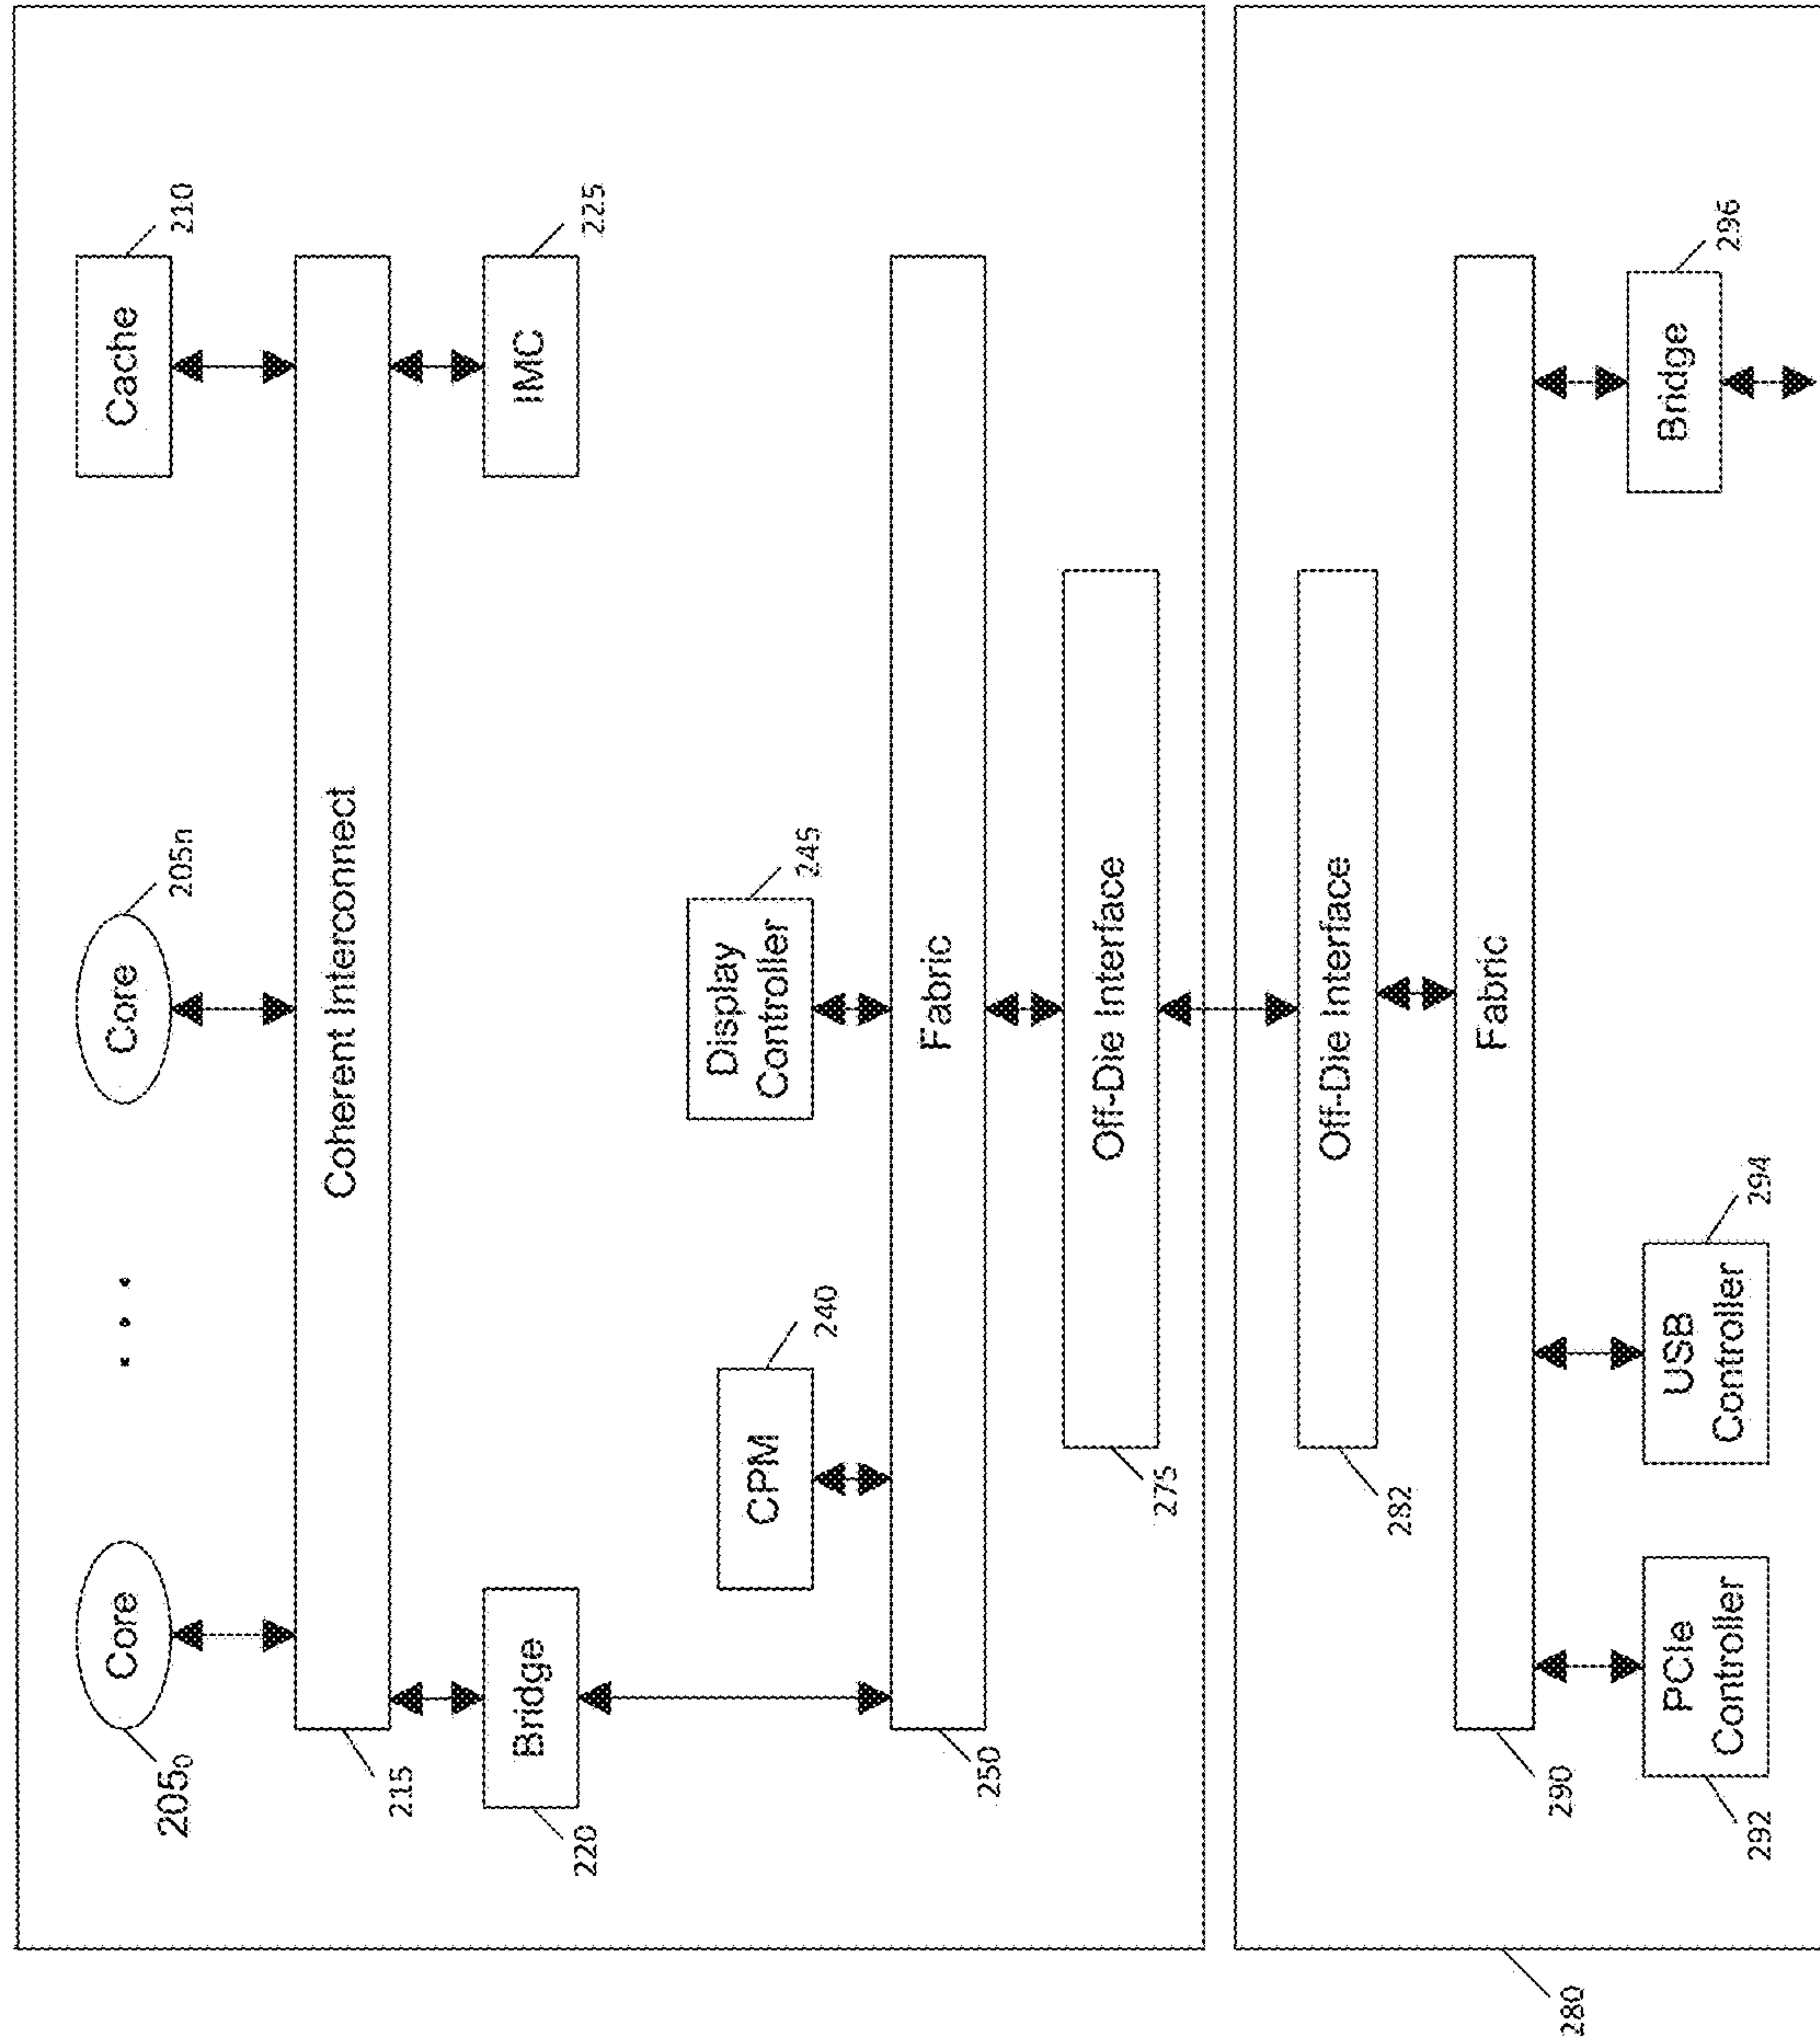 Core
Core
Cache
205₀
. . .
205n
210
Coherent Interconnect
215
Bridge
IMC
220
225
CPM
Display
Controller
240
245
Fabric
250
Off-Die Interface
275
Off-Die Interface
282
Fabric
290
PCIe
Controller
USB
Controller
Bridge
292
294
296
280